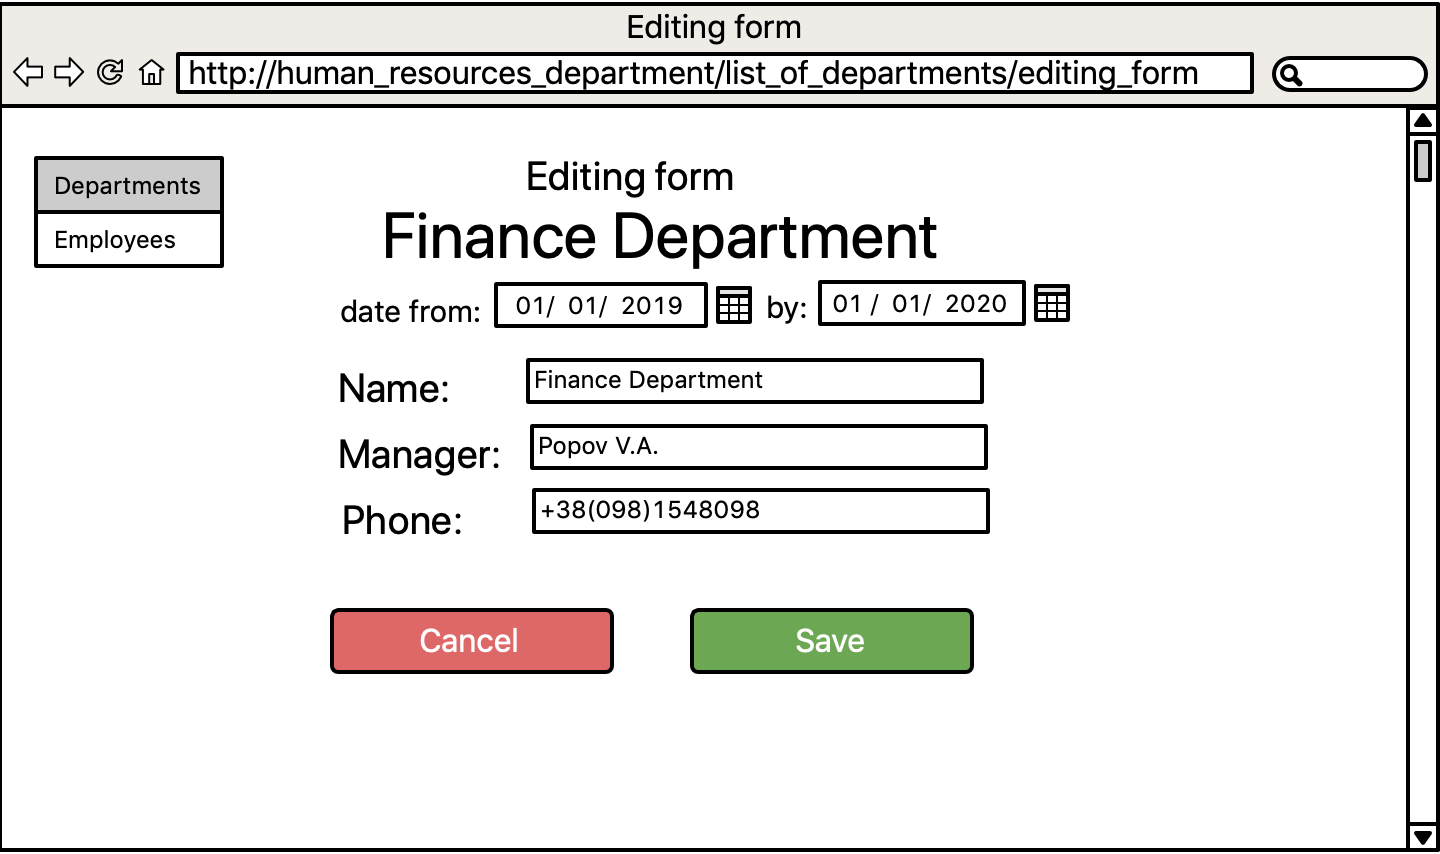 Editing form
http://human_resources_department/list_of_departments/editing_form
Departments
Employees
Editing form
Finance Department
date from: 01/ 01/ 2019 by: 01 / 01/ 2020
Name: Finance Department
Manager: Popov V.A.
Phone: +38(098)1548098
Cancel Save